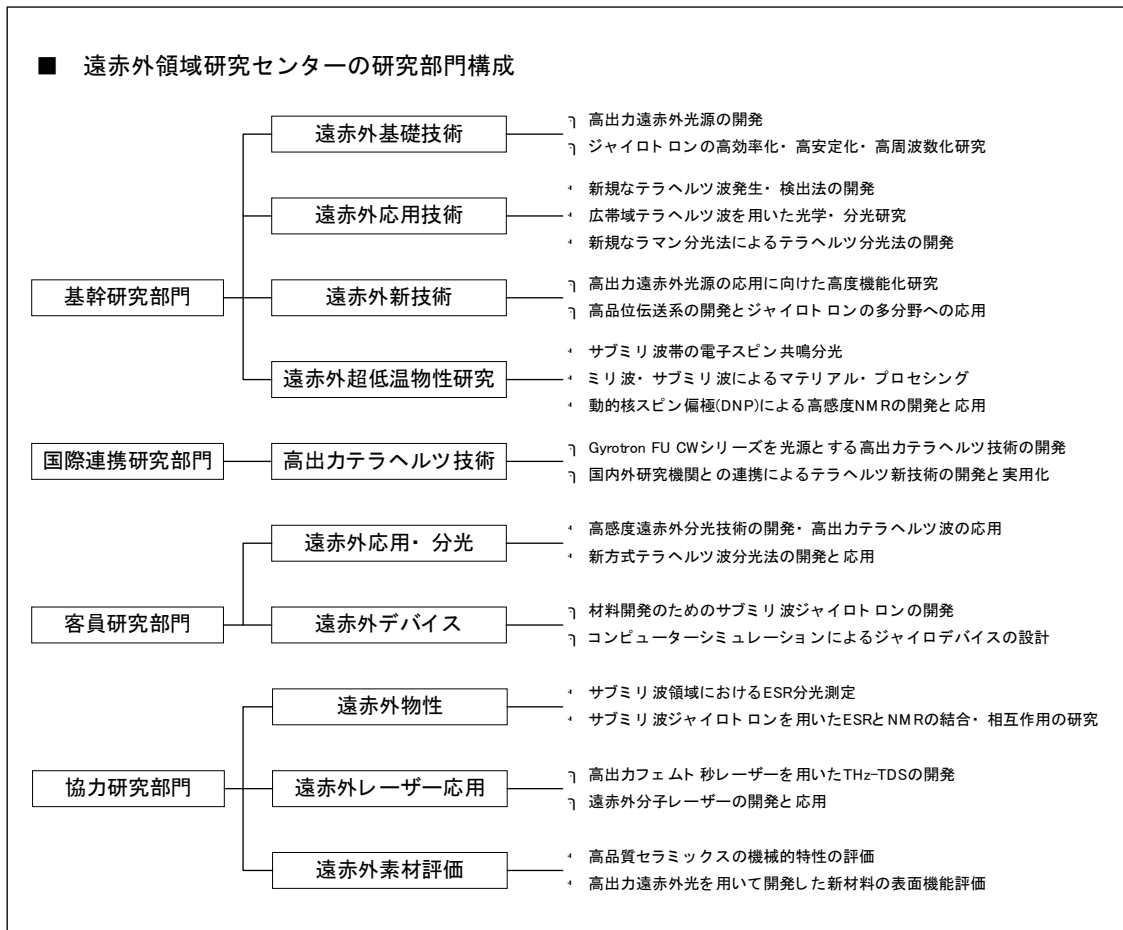 ■ 遠赤外領域研究センターの研究部門構成
基幹研究部門
遠赤外基礎技術
高出力遠赤外光源の開発
ジャイロトロンの高効率化・高安定化・高周波数化研究
遠赤外応用技術
新規なテラヘルツ波発生・検出法の開発
広帯域テラヘルツ波を用いた光学・分光研究
新規なラマン分光法によるテラヘルツ分光法の開発
遠赤外新技術
高出力遠赤外光源の応用に向けた高度機能化研究
高品位伝送系の開発とジャイロトロンの多分野への応用
遠赤外超低温物性研究
サブミリ波帯の電子スピン共鳴分光
ミリ波・サブミリ波によるマテリアル・プロセシング
動的核スピン偏極(DNP)による高感度NMRの開発と応用
国際連携研究部門
高出力テラヘルツ技術
Gyrotron FU CWシリーズを光源とする高出力テラヘルツ技術の開発
国内外研究機関との連携によるテラヘルツ新技術の開発と実用化
客員研究部門
遠赤外応用・分光
高感度遠赤外分光技術の開発・高出力テラヘルツ波の応用
新方式テラヘルツ波分光法の開発と応用
遠赤外デバイス
材料開発のためのサブミリ波ジャイロトロンの開発
コンピューターシミュレーションによるジャイロデバイスの設計
協力研究部門
遠赤外物性
サブミリ波領域におけるESR分光測定
サブミリ波ジャイロトロンを用いたESRとNMRの結合・相互作用の研究
遠赤外レーザー応用
高出力フェムト秒レーザーを用いたTHz-TDSの開発
遠赤外分子レーザーの開発と応用
遠赤外素材評価
高品質セラミックスの機械的特性の評価
高出力遠赤外光を用いて開発した新材料の表面機能評価